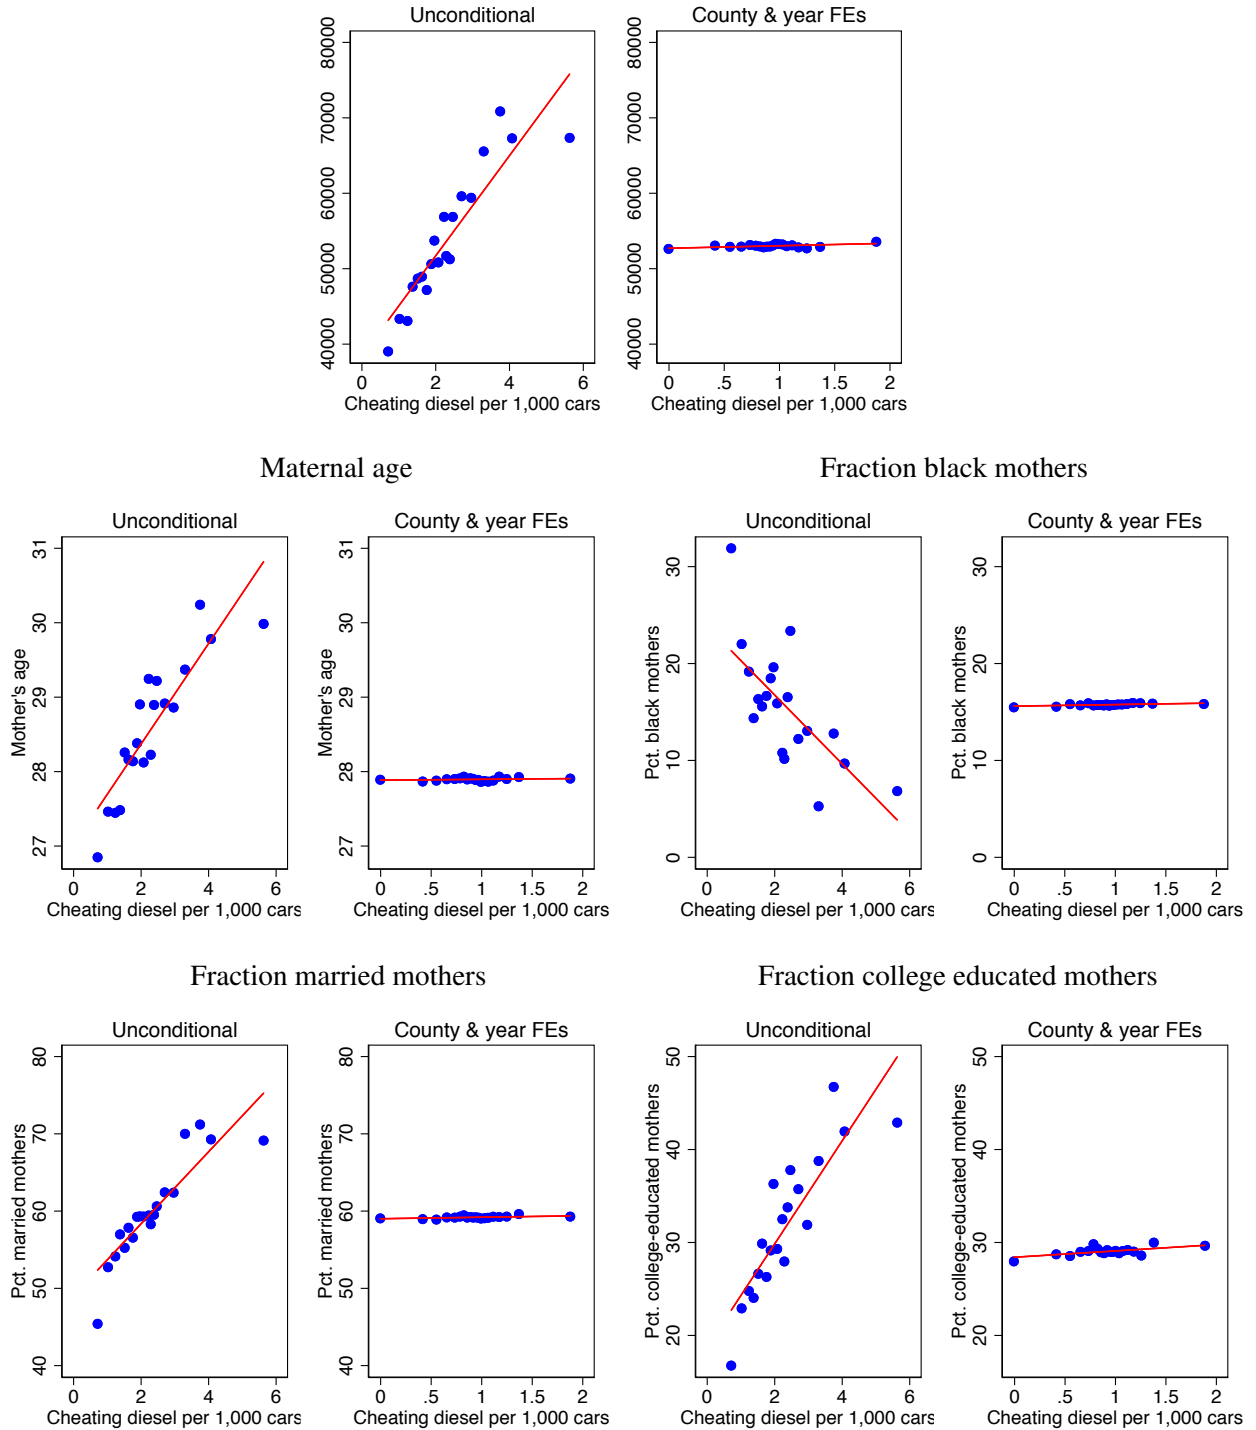 Unconditional
County & year FEs
80000
70000
60000
50000
40000
0 2 4 6
Cheating diesel per 1,000 cars
80000
70000
60000
50000
40000
0 .5 1 1.5 2
Cheating diesel per 1,000 cars
Maternal age
Fraction black mothers
Unconditional
Mother's age
31
30
29
28
27
0 2 4 6
Cheating diesel per 1,000 cars
County & year FEs
Mother's age
31
30
29
28
27
0 .5 1 1.5 2
Cheating diesel per 1,000 cars
Unconditional
Pct. black mothers
30
20
10
0
0 2 4 6
Cheating diesel per 1,000 cars
County & year FEs
Pct. black mothers
30
20
10
0
0 .5 1 1.5 2
Cheating diesel per 1,000 cars
Fraction married mothers
Fraction college educated mothers
Unconditional
Pct. married mothers
80
70
60
50
40
0 2 4 6
Cheating diesel per 1,000 cars
County & year FEs
Pct. married mothers
80
70
60
50
40
0 .5 1 1.5 2
Cheating diesel per 1,000 cars
Unconditional
Pct. college-educated mothers
50
40
30
20
0 2 4 6
Cheating diesel per 1,000 cars
County & year FEs
Pct. college-educated mothers
50
40
30
20
0 .5 1 1.5 2
Cheating diesel per 1,000 cars